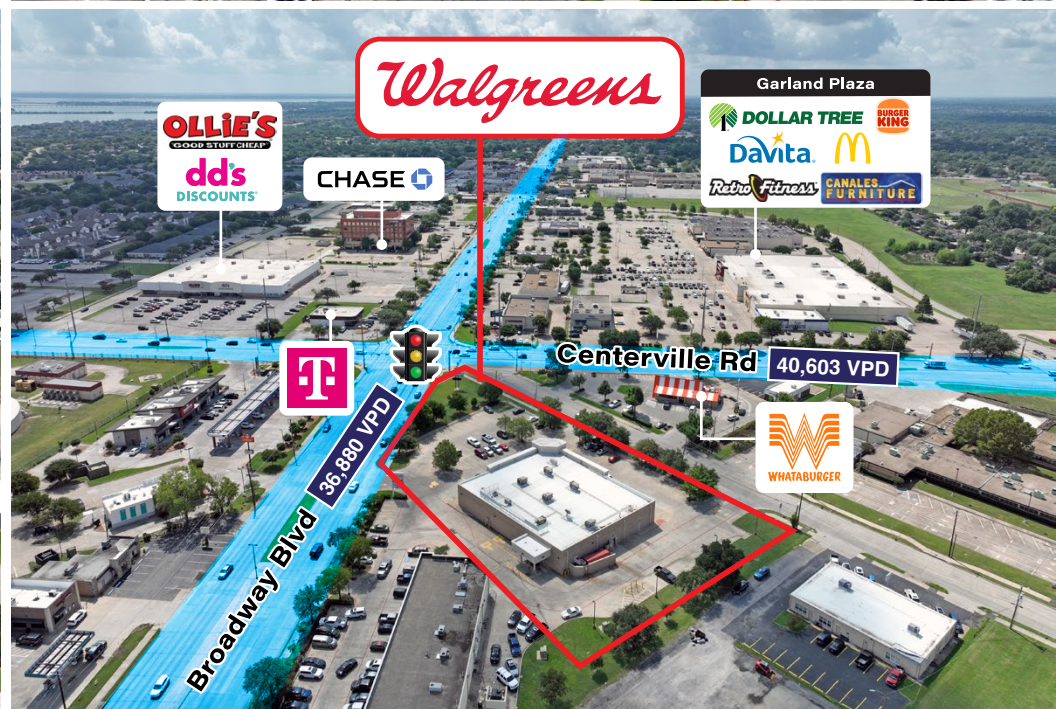 Walgreens
Garland Plaza
DOLLAR TREE
BURGER
KING
DaVita.
Retro Fitness
CANALES
FURNITURE
OLLIE'S
GOOD STUFF CHEAP
dd's
DISCOUNTS
CHASE
T
Centerville Rd
40,603 VPD
36,880 VPD
Broadway Blvd
WHATABURGER